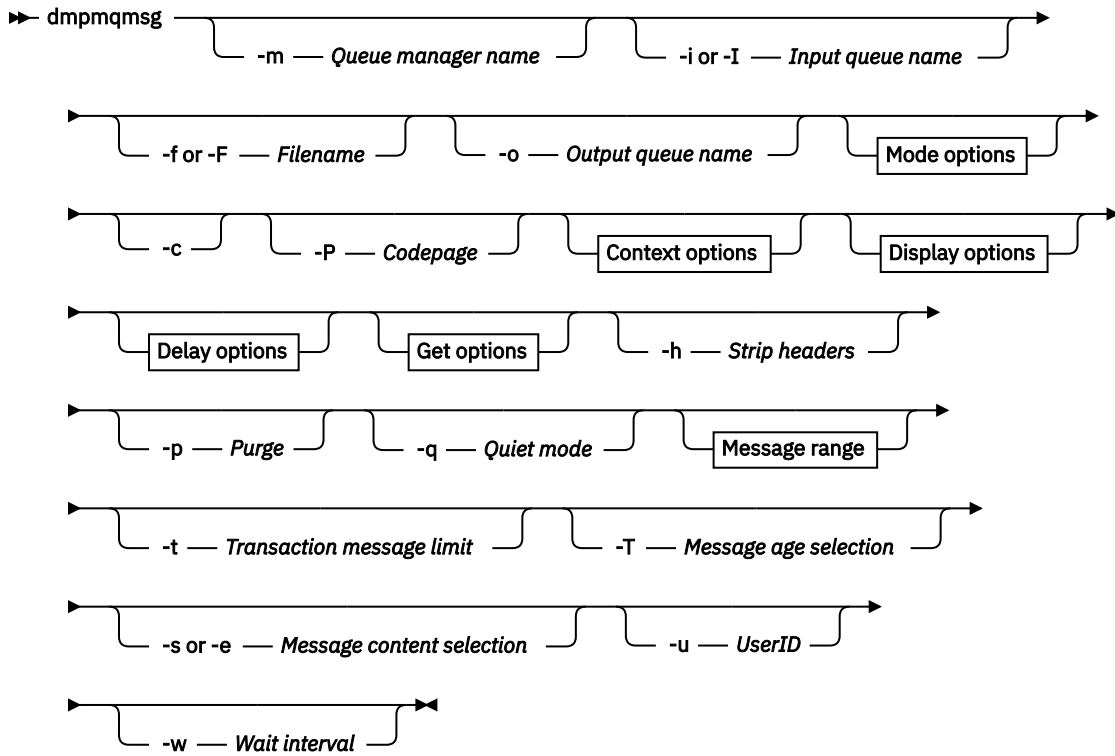 dmpmqmsg
-m Queue manager name -i or -I Input queue name
-f or -F Filename -o Output queue name Mode options
-c -P Codepage Context options Display options
Delay options Get options -h Strip headers
-p Purge -q Quiet mode Message range
-t Transaction message limit -T Message age selection
-s or -e Message content selection -u UserID
-w Wait interval